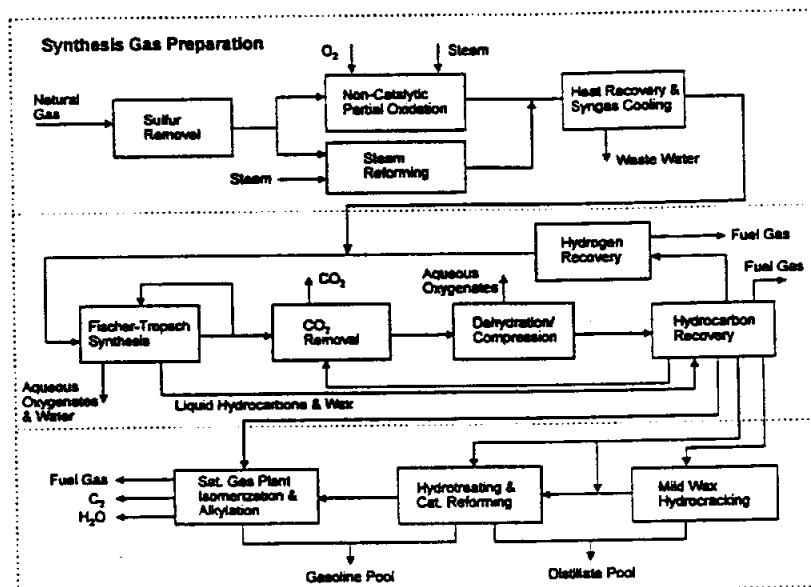 Synthesis Gas Preparation
O2
Steam
Natural
Gas
Sulfur
Removal
Non-Catalytic
Partial Oxidation
Heat Recovery &
Syngas Cooling
Steam
Reforming
Steam
Waste Water
Hydrogen
Recovery
Fuel Gas
Fuel Gas
CO2
Aqueous
Oxygenates
Fischer-Tropsch
Synthesis
CO2
Removal
Dehydration/
Compression
Hydrocarbon
Recovery
Aqueous
Oxygenates
& Water
Liquid Hydrocarbons & Wax
Fuel Gas
C2
H2O
Sat. Gas Plant
Isomerization &
Alkylation
Hydrotreating &
Cat. Reforming
Mild Wax
Hydrocracking
Gasoline Pool
Distillate Pool